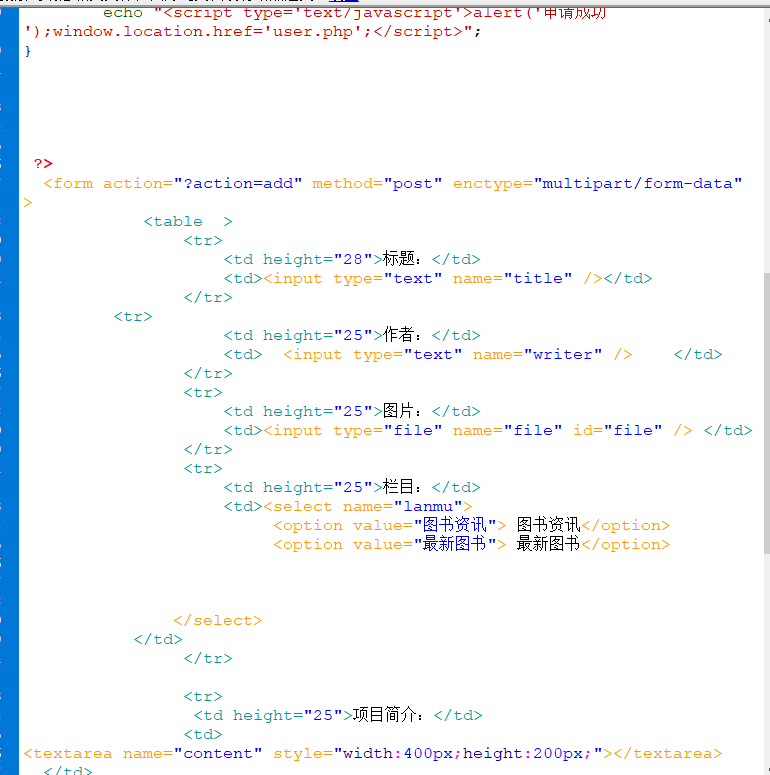 echo "<script type='text/javascript'>alert('申请成功
');window.location.href='user.php';</script>";
}
?>
<form action="?action=add" method="post" enctype="multipart/form-data"
>
<table  >
<tr>
<td height="28">标题：</td>
<td><input type="text" name="title" /></td>
</tr>
<tr>
<td height="25">作者：</td>
<td>  <input type="text" name="writer" />    </td>
</tr>
<tr>
<td height="25">图片：</td>
<td><input type="file" name="file" id="file" /> </td>
</tr>
<tr>
<td height="25">栏目：</td>
<td><select name="lanmu">
<option value="图书资讯"> 图书资讯</option>
<option value="最新图书"> 最新图书</option>
</select>
</td>
</tr>
<tr>
<td height="25">项目简介：</td>
<td>
<textarea name="content" style="width:400px;height:200px;"></textarea>
</td>